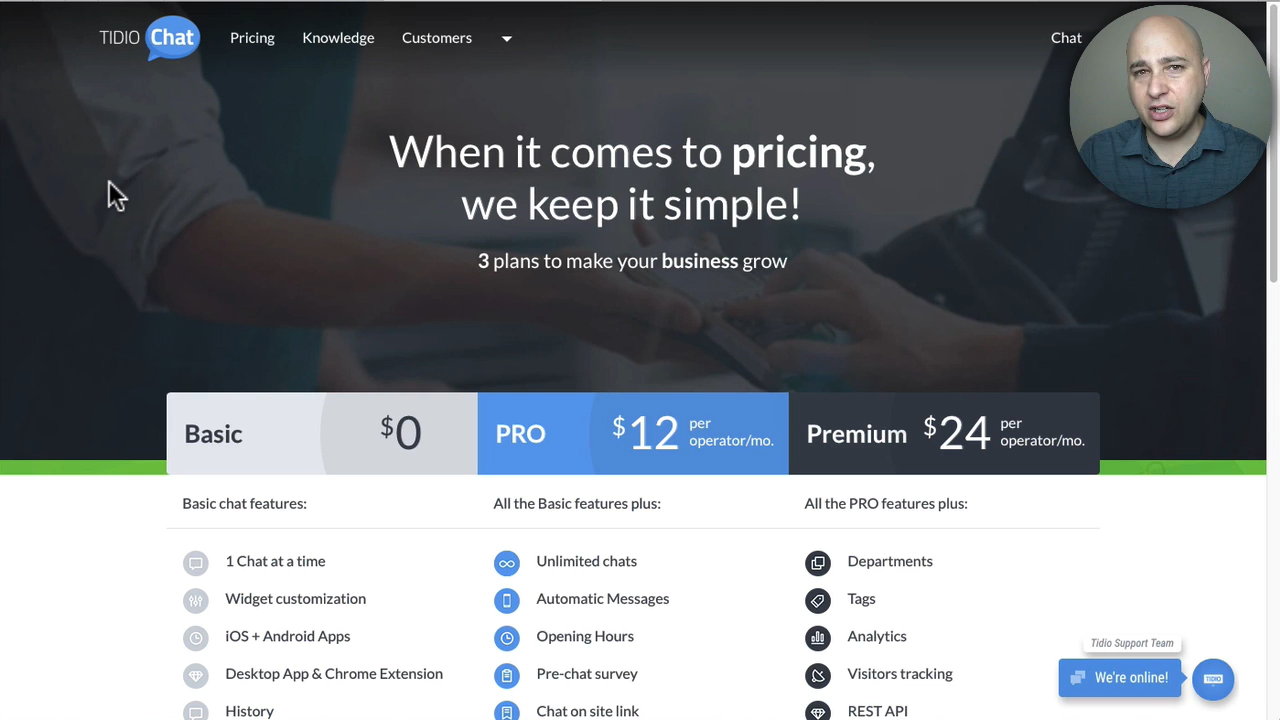 TIDIO Chat
Pricing
Knowledge
Customers
Chat
When it comes to pricing,
we keep it simple!
3 plans to make your business grow
Basic
$0
PRO
$12 per operator/mo.
Premium
$24 per operator/mo.
Basic chat features:
All the Basic features plus:
All the PRO features plus:
1 Chat at a time
Unlimited chats
Departments
Widget customization
Automatic Messages
Tags
iOS + Android Apps
Opening Hours
Analytics
Desktop App & Chrome Extension
Pre-chat survey
Visitors tracking
History
Chat on site link
REST API
Tidio Support Team
We're online!
TIDIO